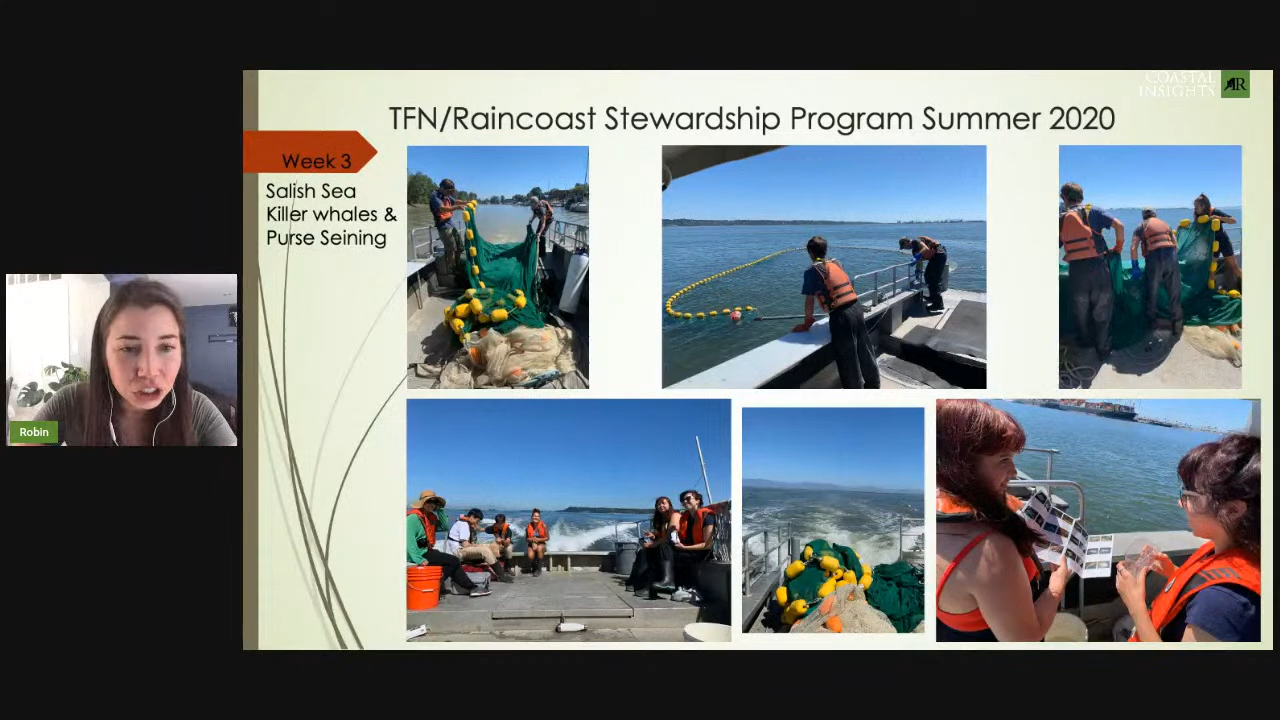 COASTAL
INSIGHTS
R
TFN/Raincoast Stewardship Program Summer 2020
Week 3
Salish Sea
Killer whales &
Purse Seining
Robin